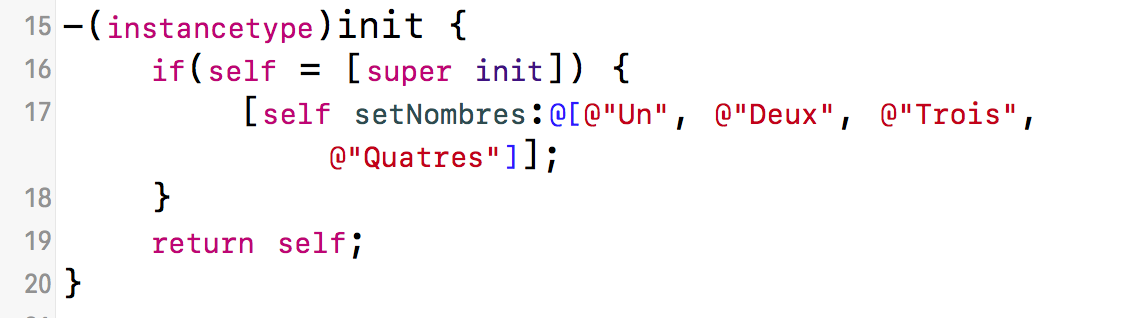 15 -(instancetype)init {
16 if(self = [super init]) {
17 [self setNombres:@[@"Un", @"Deux", @"Trois",
@"Quatres"]];
18 }
19 return self;
20 }